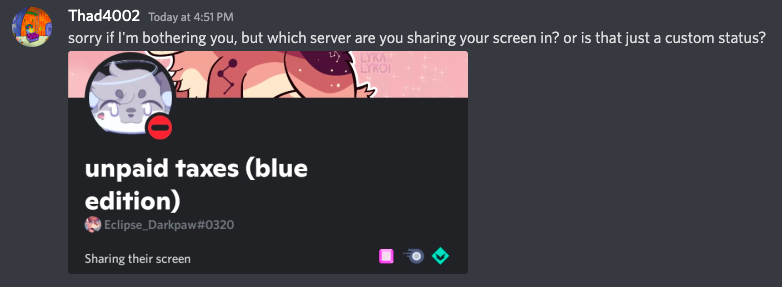 Thad4002 Today at 4:51 PM
sorry if I'm bothering you, but which server are you sharing your screen in? or is that just a custom status?
LYKA
LYKOI
unpaid taxes (blue
edition)
Eclipse_Darkpaw#0320
Sharing their screen